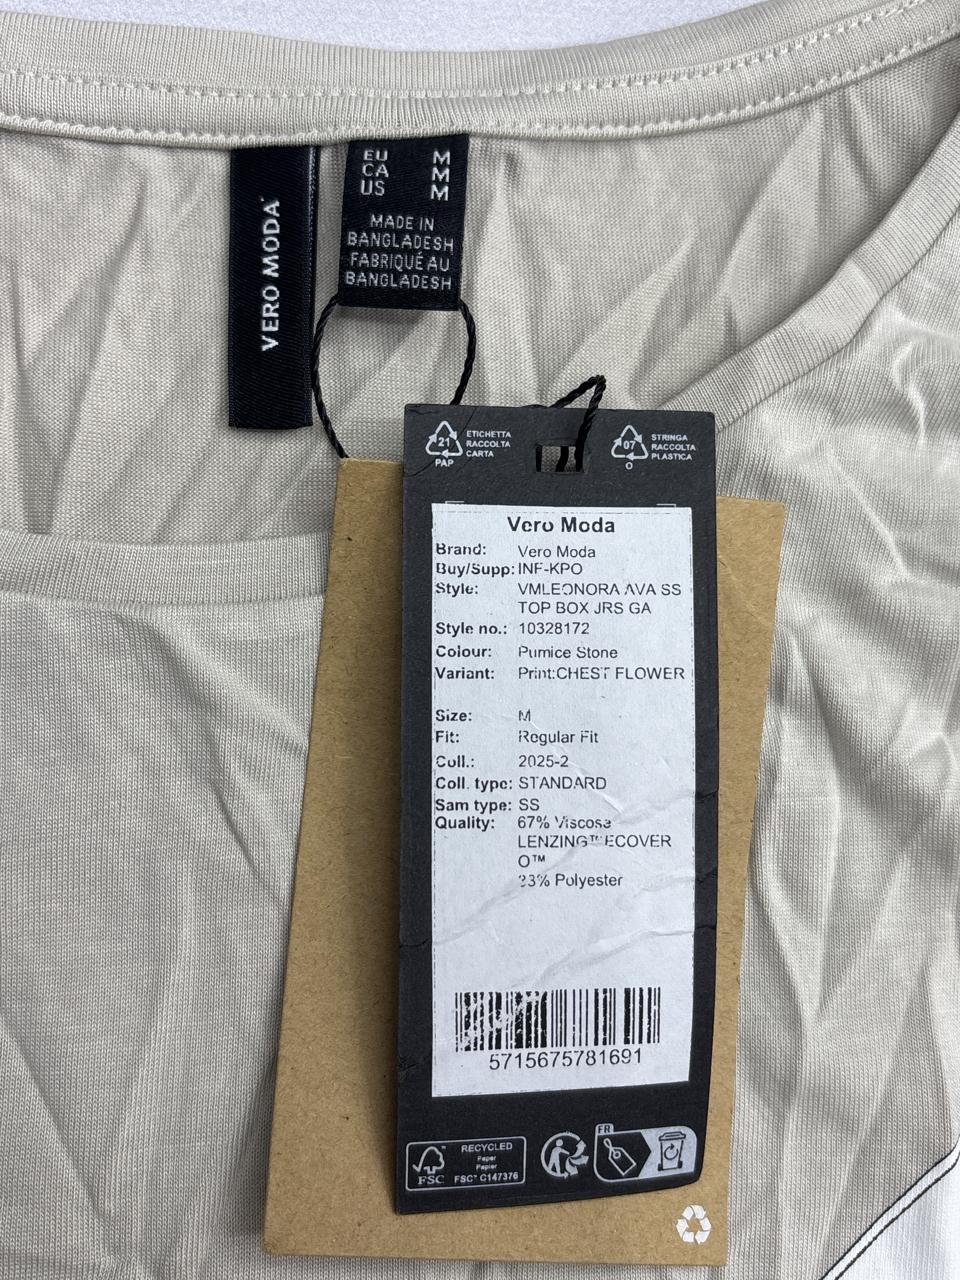 EU M
CA M
US M
MADE IN
BANGLADESH
FABRIQUÉ AU
BANGLADESH
VERO MODA
21
PAP
ETICHETTA
RACCOLTA
CARTA
07
O
STRINGA
RACCOLTA
PLASTICA
Vero Moda
Brand: Vero Moda
Buy/Supp: INF-KPO
Style: VMLEONORA AVA SS
TOP BOX JRS GA
Style no.: 10328172
Colour: Pumice Stone
Variant: Print:CHEST FLOWER
Size: M
Fit: Regular Fit
Coll.: 2025-2
Coll. type: STANDARD
Sam type: SS
Quality: 67% Viscose
LENZING™ ECOVER
O™
33% Polyester
5715675781691
FSC
RECYCLED
Paper
Papier
FSC® C147376
FR